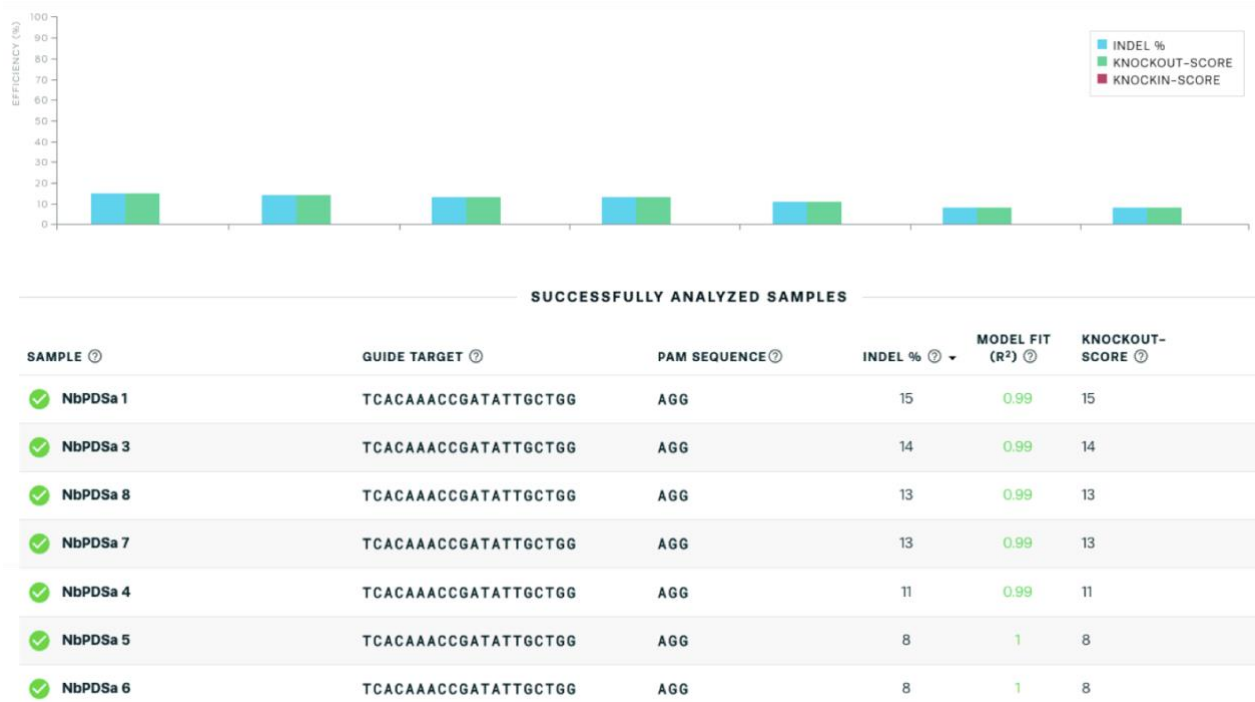 EFFICIENCY (%)
100
90
80
70
60
50
40
30
20
10
0
INDEL %
KNOCKOUT-SCORE
KNOCKIN-SCORE
SUCCESSFULLY ANALYZED SAMPLES
SAMPLE ? GUIDE TARGET ? PAM SEQUENCE ? INDEL % ? MODEL FIT (R²) ? KNOCKOUT-SCORE ?
NbPDSa 1 TCACAAACCGATATTGCTGG AGG 15 0.99 15
NbPDSa 3 TCACAAACCGATATTGCTGG AGG 14 0.99 14
NbPDSa 8 TCACAAACCGATATTGCTGG AGG 13 0.99 13
NbPDSa 7 TCACAAACCGATATTGCTGG AGG 13 0.99 13
NbPDSa 4 TCACAAACCGATATTGCTGG AGG 11 0.99 11
NbPDSa 5 TCACAAACCGATATTGCTGG AGG 8 1 8
NbPDSa 6 TCACAAACCGATATTGCTGG AGG 8 1 8